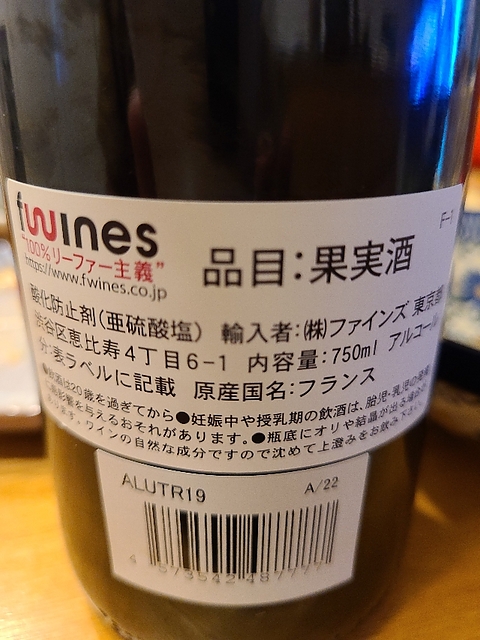 fwines
"100%リーファー主義"
https://www.fwines.co.jp
品目：果実酒
F-1
酸化防止剤(亜硫酸塩) 輸入者：㈱ファインズ 東京都
渋谷区恵比寿4丁目6-1 内容量：750ml アルコール
分：表ラベルに記載 原産国名：フランス
●飲酒は20歳を過ぎてから●妊娠中や授乳期の飲酒は、胎児・乳児の発育
に悪影響を与えるおそれがあります。●瓶底にオリや結晶が出る場合が
ワインの自然な成分ですので沈めて上澄みをお飲み下さい
ALUTR19
A/22
4 573542 48777